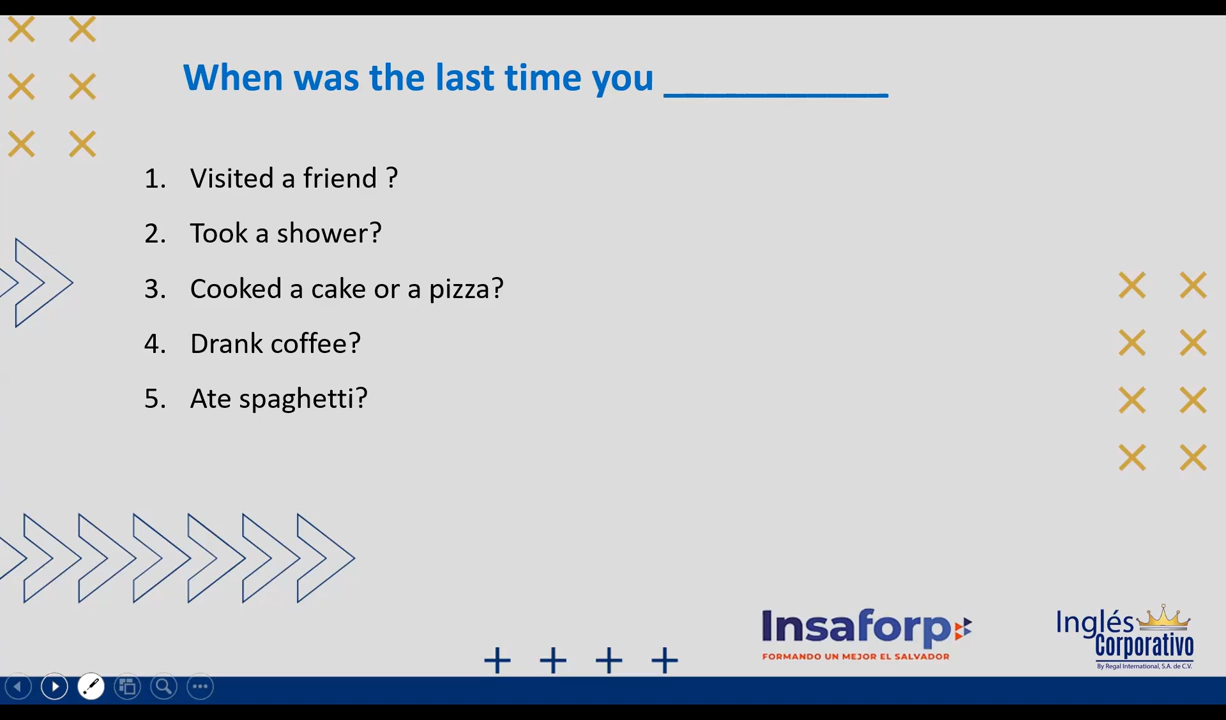 When was the last time you ___________
1. Visited a friend ?
2. Took a shower?
3. Cooked a cake or a pizza?
4. Drank coffee?
5. Ate spaghetti?
Insaforp
FORMANDO UN MEJOR EL SALVADOR
Inglés
Corporativo
By Regal International, S.A. de C.V.